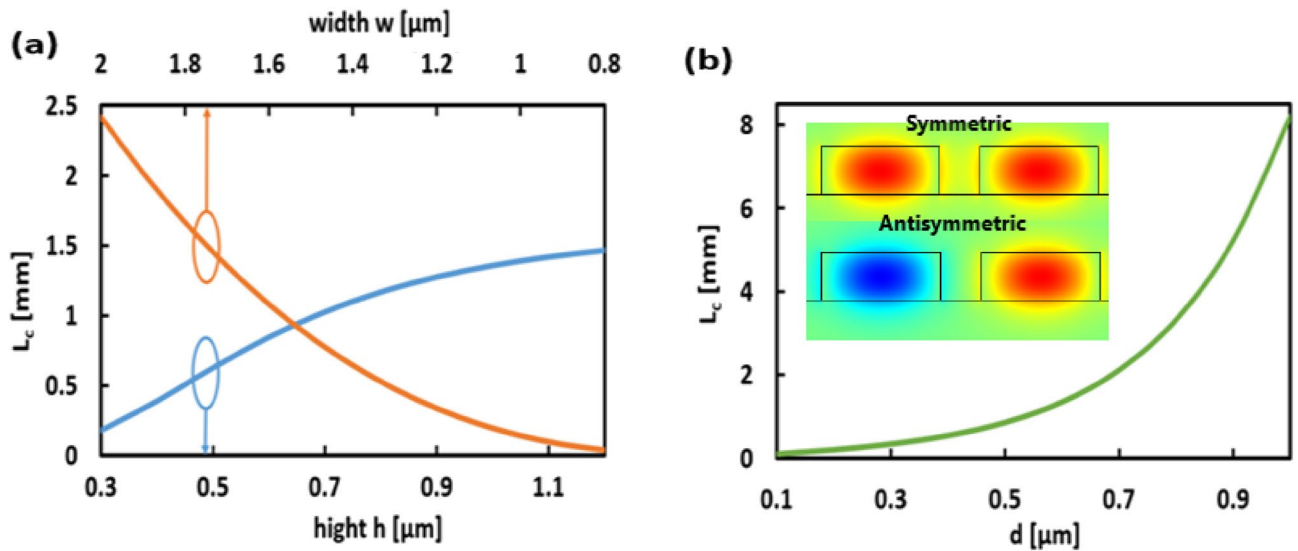 (a)
width w [μm]
2 1.8 1.6 1.4 1.2 1 0.8
2.5
2
1.5
1
0.5
0
Lc [mm]
0.3 0.5 0.7 0.9 1.1
hight h [μm]
(b)
8
6
4
2
0
Lc [mm]
Symmetric
Antisymmetric
0.1 0.3 0.5 0.7 0.9
d [μm]